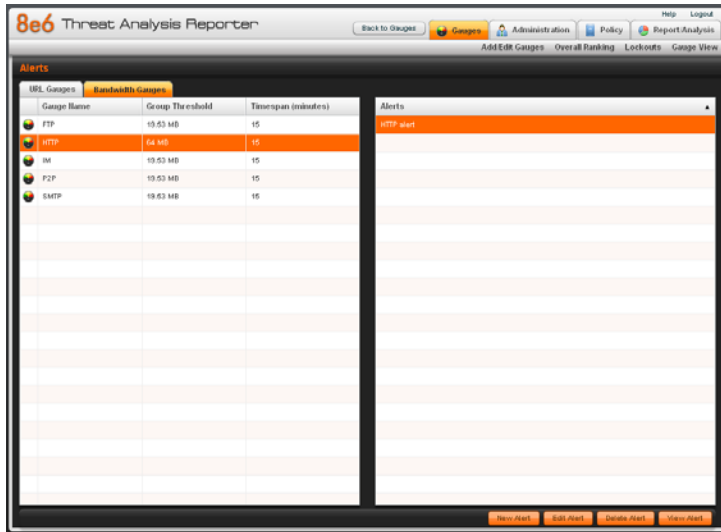 Help Logout
8e6 Threat Analysis Reporter
Back to Gauges Gauges Administration Policy Report/Analysis
Add/Edit Gauges Overall Ranking Lockouts Gauge View
Alerts
URL Gauges Bandwidth Gauges
Gauge Name Group Threshold Timespan (minutes) Alerts
FTP 19.53 MB 15 HTTP alert
HTTP 64 MB 15
IM 19.53 MB 15
P2P 19.53 MB 15
SMTP 19.53 MB 15
New Alert Edit Alert Delete Alert View Alert